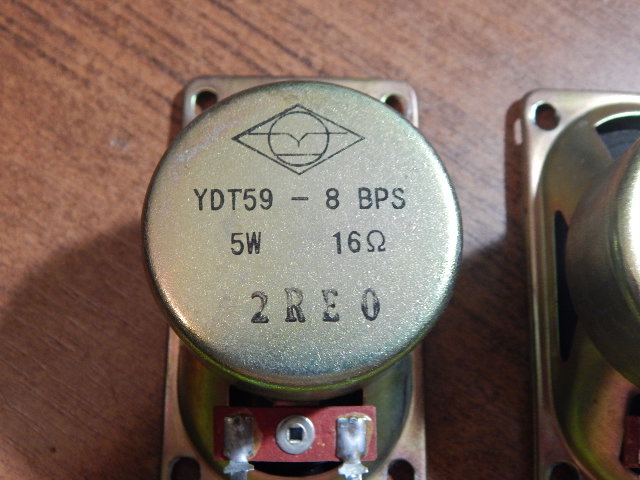 YDT59 - 8 BPS
5W 16Ω
2RE0